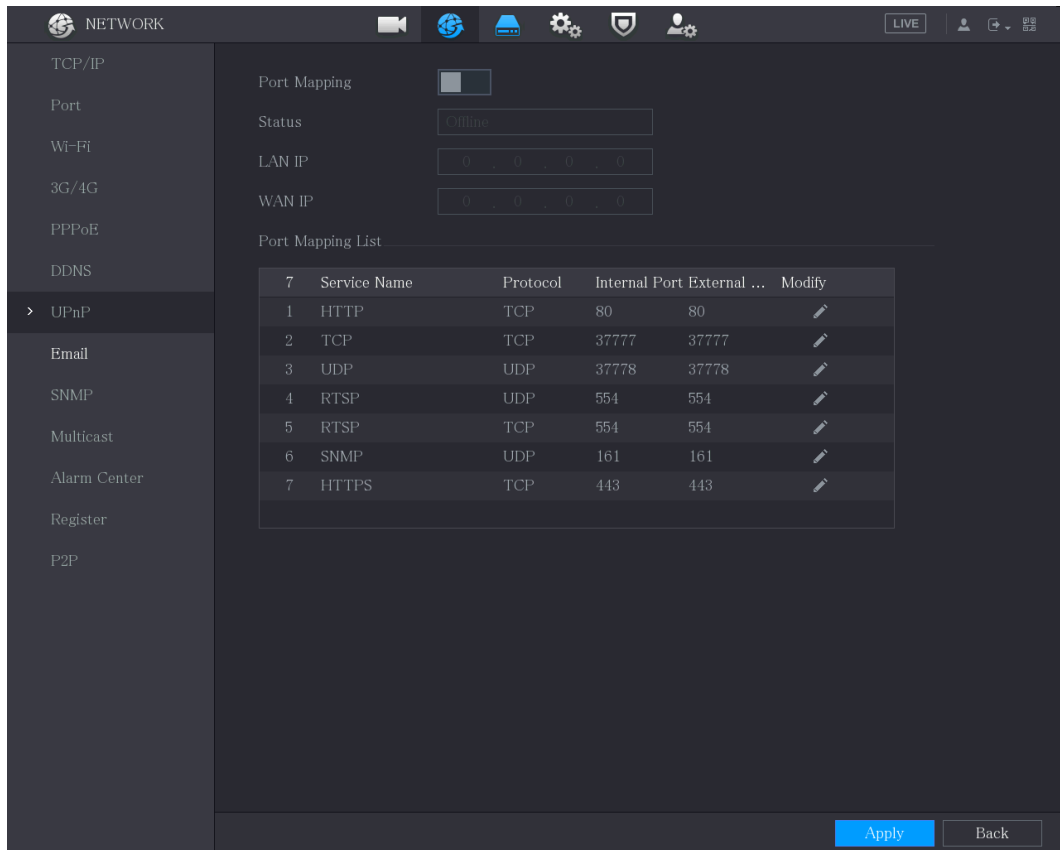 NETWORK
LIVE
TCP/IP
Port
Wi-Fi
3G/4G
PPPoE
DDNS
UPnP
Email
SNMP
Multicast
Alarm Center
Register
P2P
Port Mapping
Status Offline
LAN IP 0 . 0 . 0 . 0
WAN IP 0 . 0 . 0 . 0
Port Mapping List
7 Service Name Protocol Internal Port External ... Modify
1 HTTP TCP 80 80
2 TCP TCP 37777 37777
3 UDP UDP 37778 37778
4 RTSP UDP 554 554
5 RTSP TCP 554 554
6 SNMP UDP 161 161
7 HTTPS TCP 443 443
Apply Back